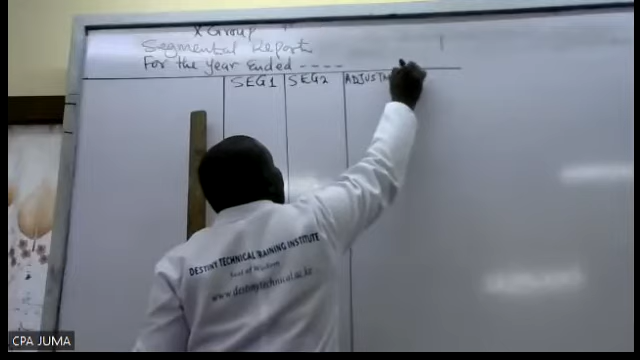 X Group
Segmental Report
For the year Ended ----
SEG1 SEG2 ADJUSTM
DESTINY TECHNICAL TRAINING INSTITUTE
Seat of Wisdom
www.destinytechnical.ac.ke
CPA JUMA